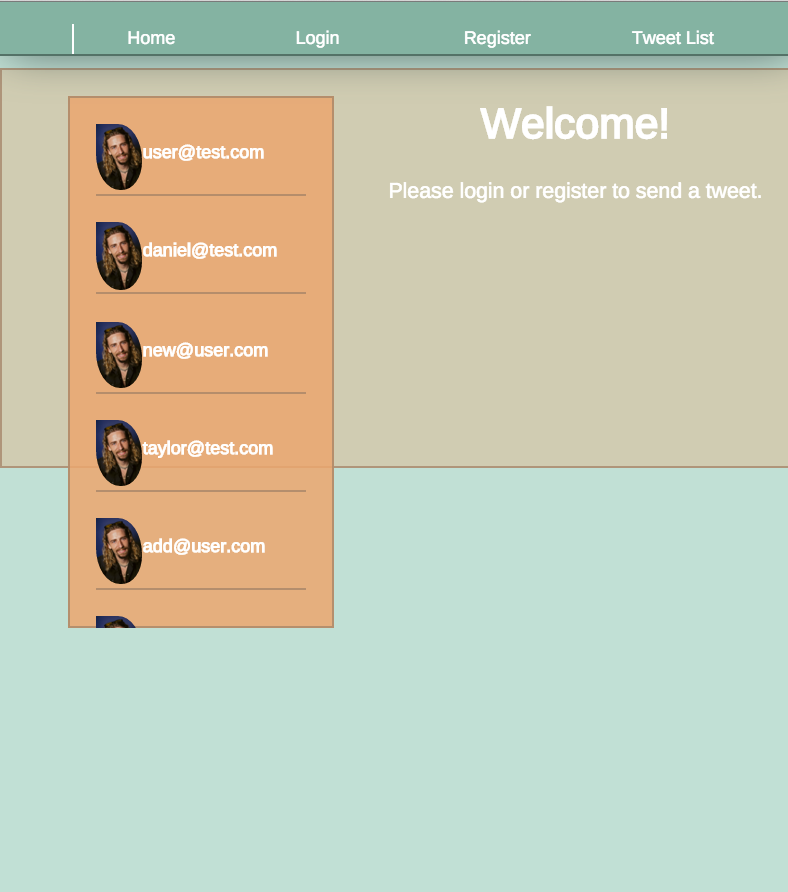 Home Login Register Tweet List
Welcome!
Please login or register to send a tweet.
user@test.com
daniel@test.com
new@user.com
taylor@test.com
add@user.com